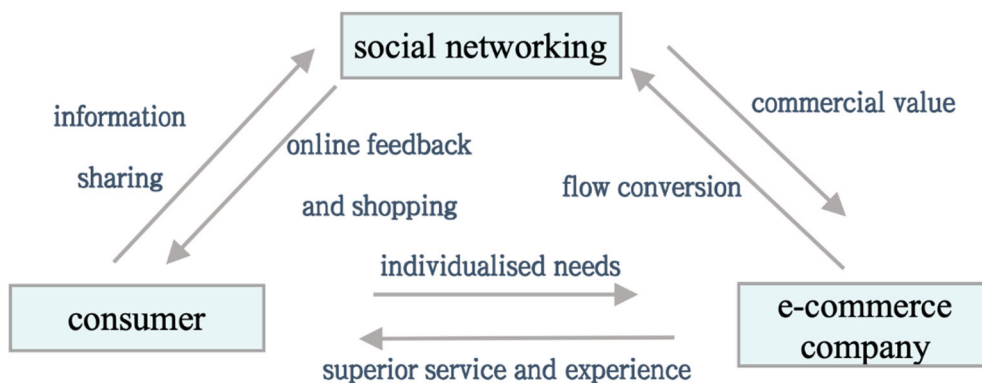 social networking
information
sharing
online feedback
and shopping
commercial value
flow conversion
individualised needs
consumer
e-commerce
company
superior service and experience